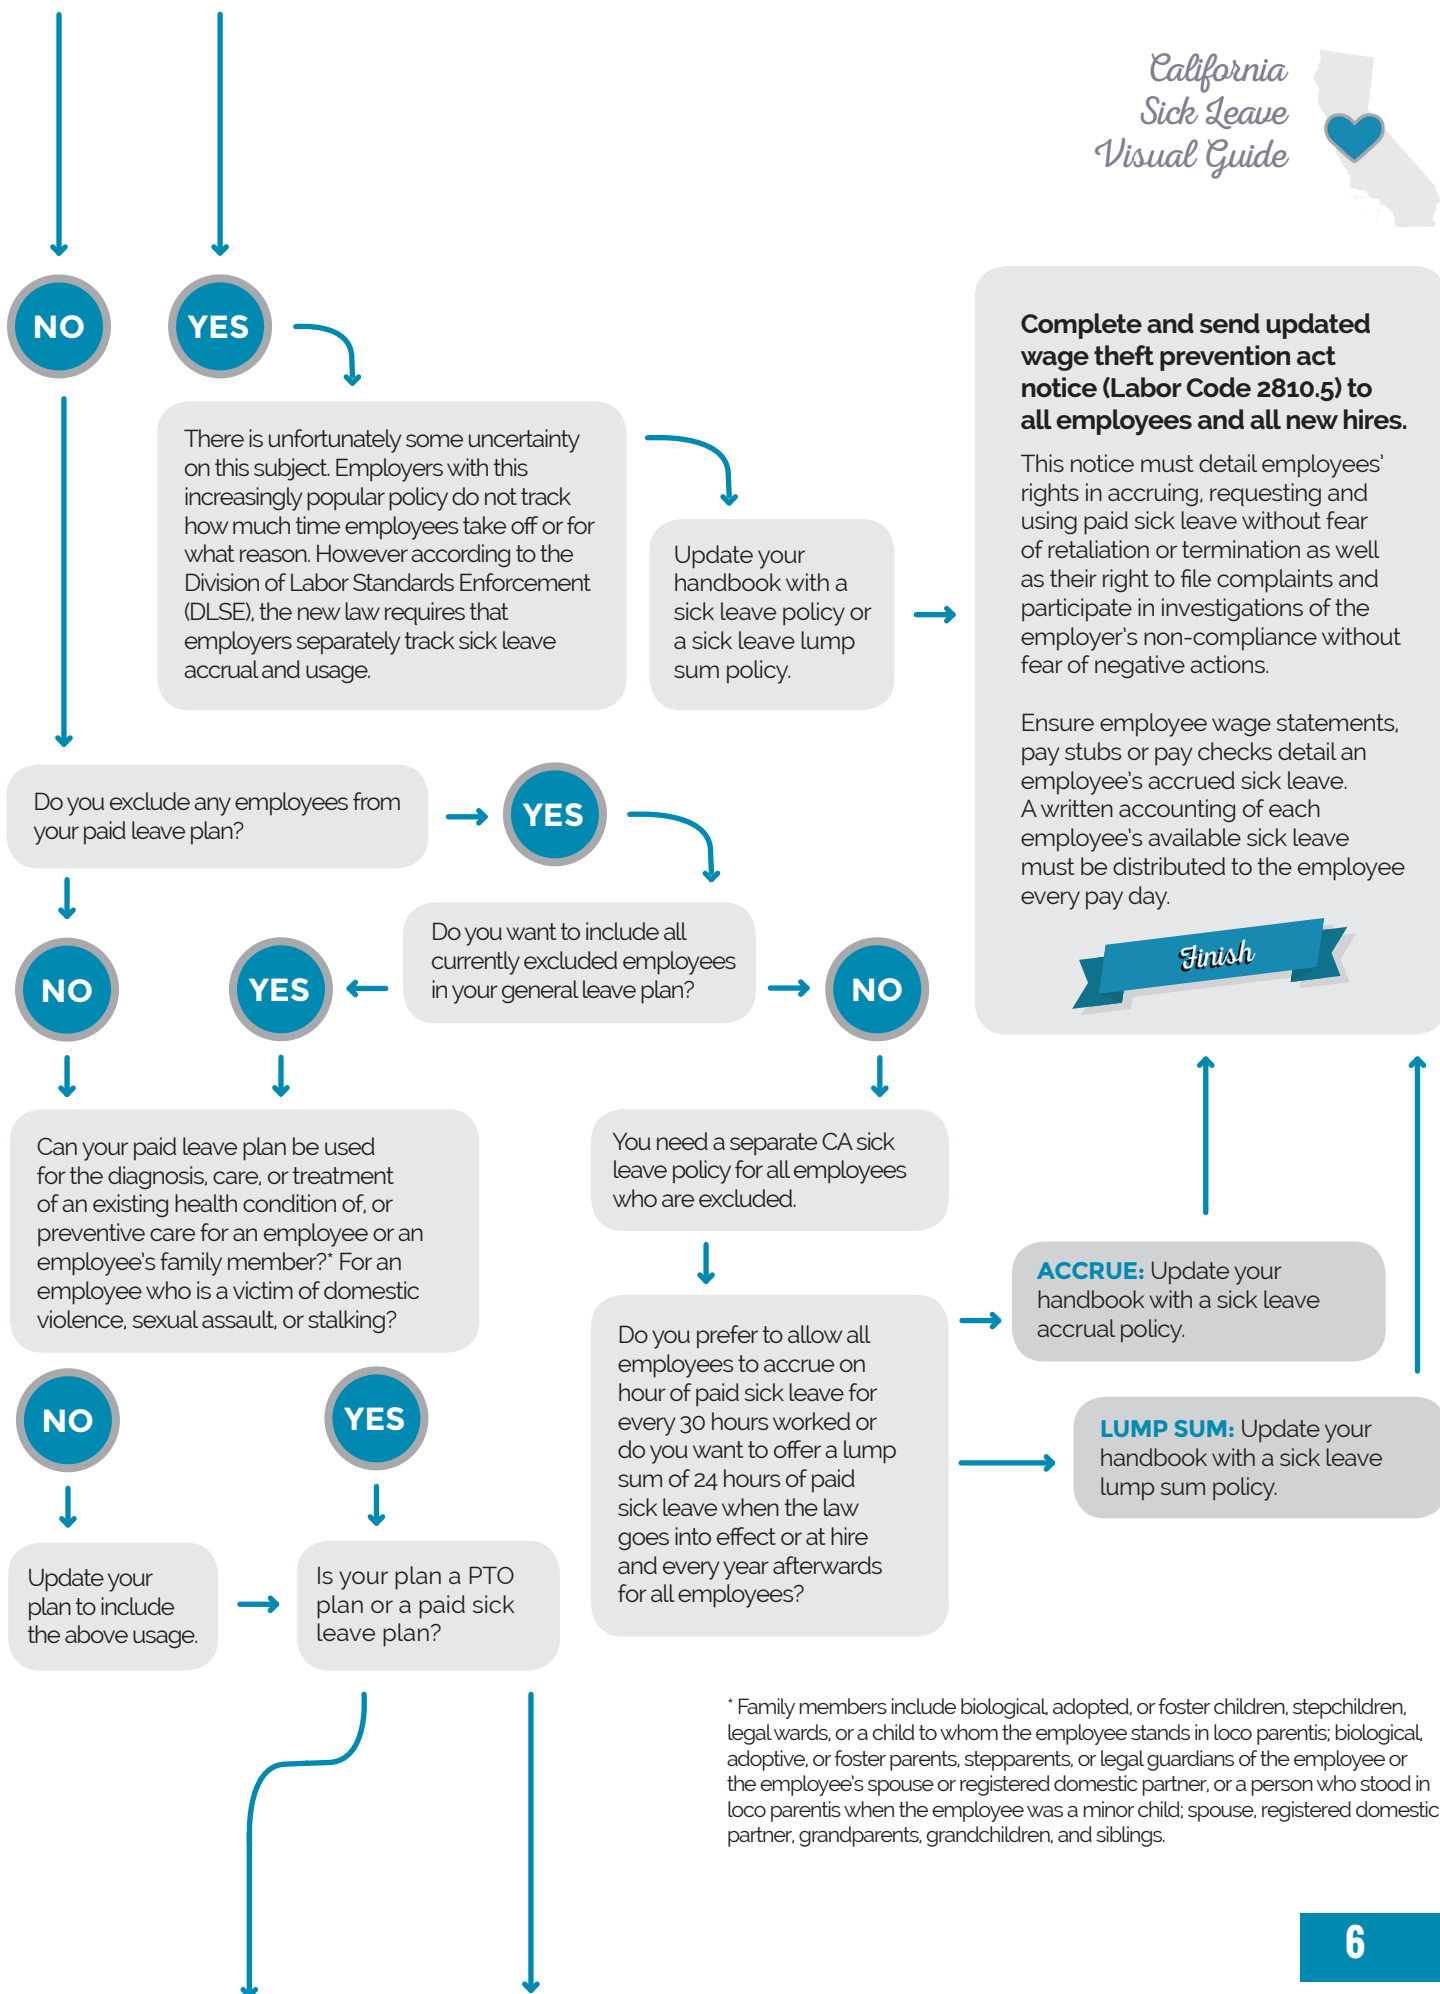 California
Sick Leave
Visual Guide
NO
YES
There is unfortunately some uncertainty
on this subject. Employers with this
increasingly popular policy do not track
how much time employees take off or for
what reason. However according to the
Division of Labor Standards Enforcement
(DLSE), the new law requires that
employers separately track sick leave
accrual and usage.
Update your
handbook with a
sick leave policy or
a sick leave lump
sum policy.
Complete and send updated
wage theft prevention act
notice (Labor Code 2810.5) to
all employees and all new hires.
This notice must detail employees'
rights in accruing, requesting and
using paid sick leave without fear
of retaliation or termination as well
as their right to file complaints and
participate in investigations of the
employer's non-compliance without
fear of negative actions.
Ensure employee wage statements,
pay stubs or pay checks detail an
employee's accrued sick leave.
A written accounting of each
employee's available sick leave
must be distributed to the employee
every pay day.
Finish
Do you exclude any employees from
your paid leave plan?
YES
Do you want to include all
currently excluded employees
in your general leave plan?
NO
YES
NO
Can your paid leave plan be used
for the diagnosis, care, or treatment
of an existing health condition of, or
preventive care for an employee or an
employee's family member?* For an
employee who is a victim of domestic
violence, sexual assault, or stalking?
You need a separate CA sick
leave policy for all employees
who are excluded.
Do you prefer to allow all
employees to accrue on
hour of paid sick leave for
every 30 hours worked or
do you want to offer a lump
sum of 24 hours of paid
sick leave when the law
goes into effect or at hire
and every year afterwards
for all employees?
ACCRUE: Update your
handbook with a sick leave
accrual policy.
LUMP SUM: Update your
handbook with a sick leave
lump sum policy.
NO
YES
Update your
plan to include
the above usage.
Is your plan a PTO
plan or a paid sick
leave plan?
* Family members include biological, adopted, or foster children, stepchildren,
legal wards, or a child to whom the employee stands in loco parentis; biological,
adoptive, or foster parents, stepparents, or legal guardians of the employee or
the employee's spouse or registered domestic partner, or a person who stood in
loco parentis when the employee was a minor child; spouse, registered domestic
partner, grandparents, grandchildren, and siblings.
6